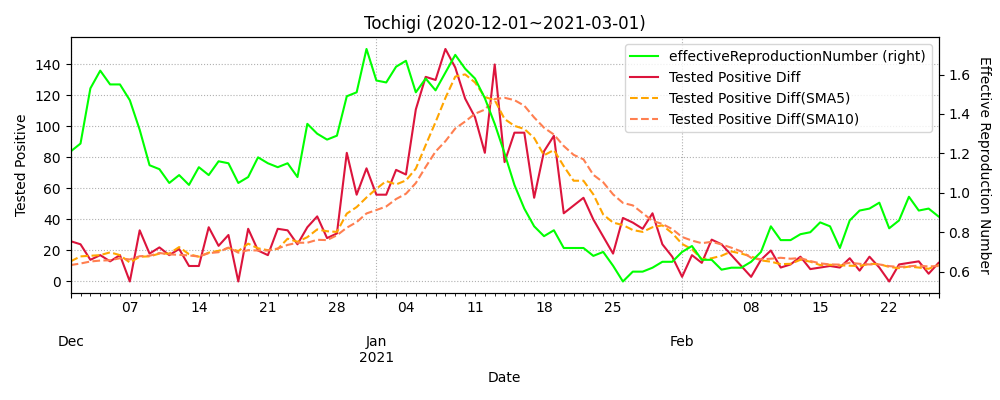 Tochigi (2020-12-01~2021-03-01)
effectiveReproductionNumber (right)
Tested Positive Diff
Tested Positive Diff(SMA5)
Tested Positive Diff(SMA10)
Tested Positive
140
120
100
80
60
40
20
0
Effective Reproduction Number
1.6
1.4
1.2
1.0
0.8
0.6
07 14 21 28 04 11 18 25 08 15 22
Dec Jan Feb
2021
Date